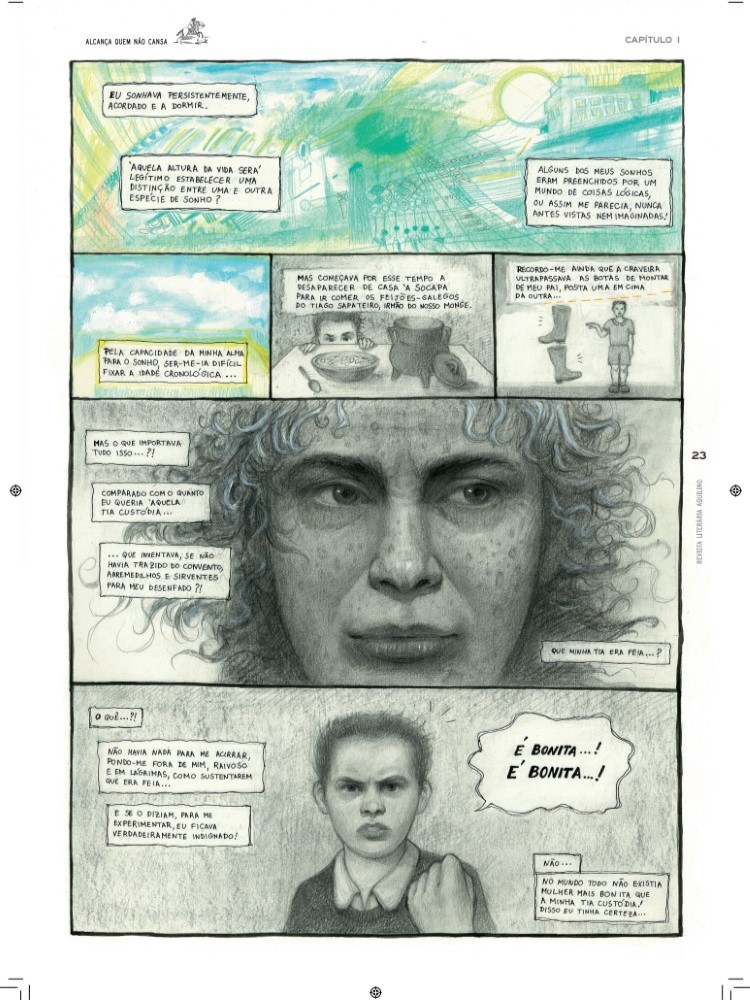 ALCANÇA QUEM NÃO CANSA
CAPÍTULO I
EU SONHAVA PERSISTENTEMENTE,
ACORDADO E A DORMIR..
'AQUELA ALTURA DA VIDA SERA'
LEGÍTIMO ESTABELECER UMA
DISTINÇÃO ENTRE UMA E OUTRA
ESPECIE DE SONHO?
ALGUNS DOS MEUS SONHOS
ERAM PREENCHIDOS POR UM
MUNDO DE COISAS LÓGICAS,
OU ASSIM ME PARECIA, NUNCA
ANTES VISTAS NEM IMAGINADAS!
PELA CAPACIDADE DA MINHA ALMA
PARA O SONHO, SER-ME-IA DIFÍCIL
FIXAR A IDADE CRONOLÓGICA...
MAS COMEÇAVA POR ESSE TEMPO A
DESAPARECER DE CASA 'A SOCAPA
PARA IR COMER OS FEIJÕES-GALEGOS
DO TIAGO SAPATEIRO, IRMÃO DO NOSSO MONGE.
RECORDO-ME AINDA QUE A CRAVEIRA
ULTRAPASSAVA AS BOTAS DE MONTAR
DE MEU PAI, POSTA UMA EM CIMA
DA OUTRA...
MAS O QUE IMPORTAVA
TUDO ISSO...?!
COMPARADO COM O QUANTO
EU QUERIA 'AQUELA
TIA CUSTÓDIA...
... QUE INVENTAVA, SE NÃO
HAVIA TRAZIDO DO CONVENTO,
ARREMEDILHOS E SIRVENTES
PARA MEU DESENFADO?!
QUE MINHA TIA ERA FEIA...?
23
REVISTA LITERÁRIA AQUILINO
O QUÊ...?!
NÃO HAVIA NADA PARA ME ACIRRAR,
PONDO-ME FORA DE MIM, RAIVOSO
E EM LÁGRIMAS, COMO SUSTENTAREM
QUE ERA FEIA...
E SE O DIZIAM, PARA ME
EXPERIMENTAR, EU FICAVA
VERDADEIRAMENTE INDIGNADO!
É BONITA...!
É BONITA...!
NÃO...
NO MUNDO TODO NÃO EXISTIA
MULHER MAIS BONITA QUE
A MINHA TIA CUSTÓDIA!
DISSO EU TINHA CERTEZA...